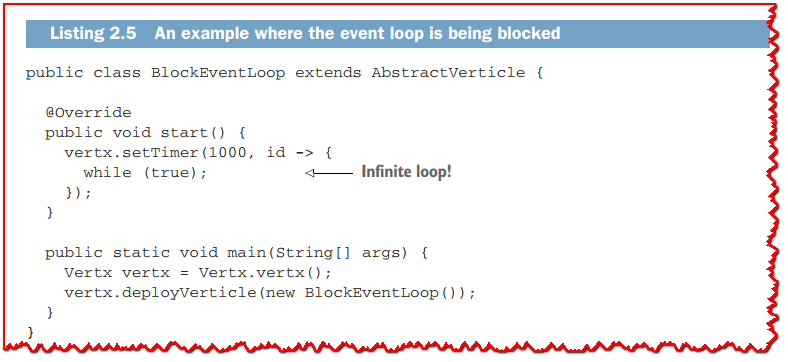 Listing 2.5 An example where the event loop is being blocked
public class BlockEventLoop extends AbstractVerticle {
@Override
public void start() {
vertx.setTimer(1000, id -> {
while (true); Infinite loop!
});
}
public static void main(String[] args) {
Vertx vertx = Vertx.vertx();
vertx.deployVerticle(new BlockEventLoop());
}
}